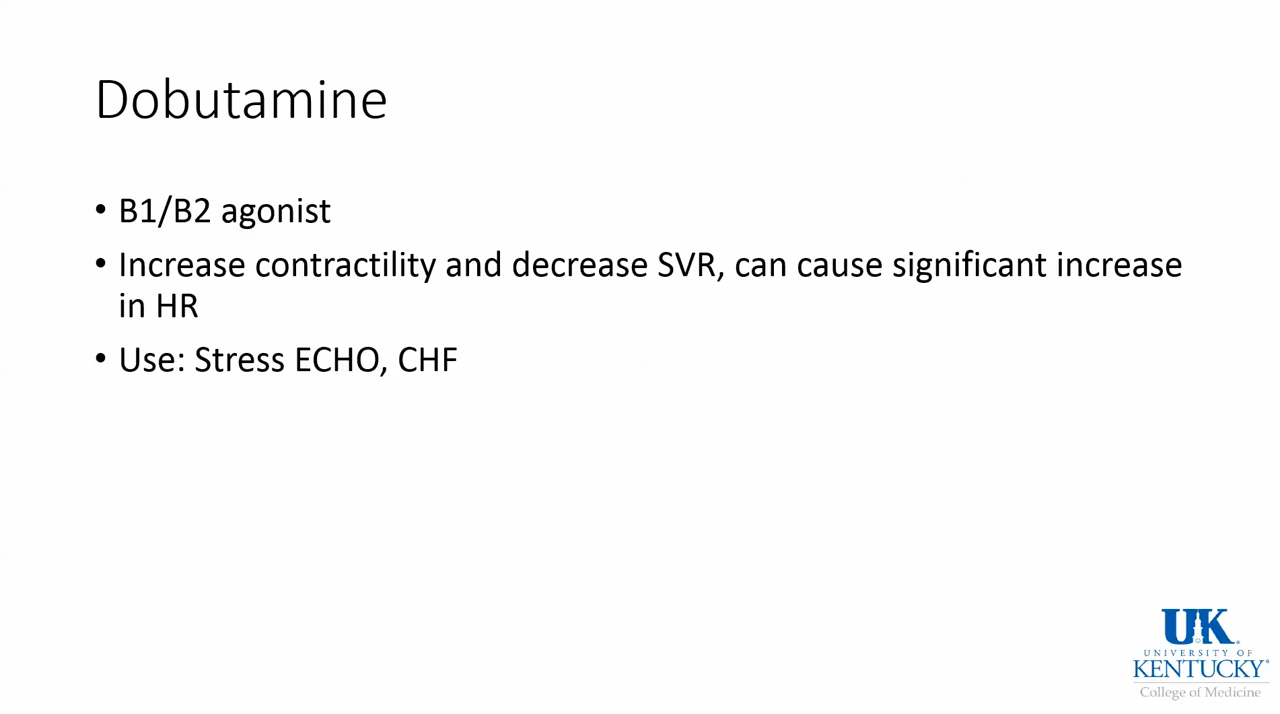 Dobutamine
• B1/B2 agonist
• Increase contractility and decrease SVR, can cause significant increase
in HR
• Use: Stress ECHO, CHF
UK
UNIVERSITY OF
KENTUCKY®
College of Medicine